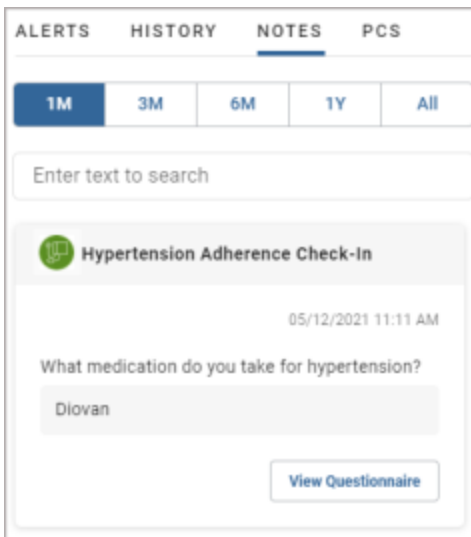 ALERTS HISTORY NOTES PCS
1M 3M 6M 1Y All
Enter text to search
Hypertension Adherence Check-In
05/12/2021 11:11 AM
What medication do you take for hypertension?
Diovan
View Questionnaire